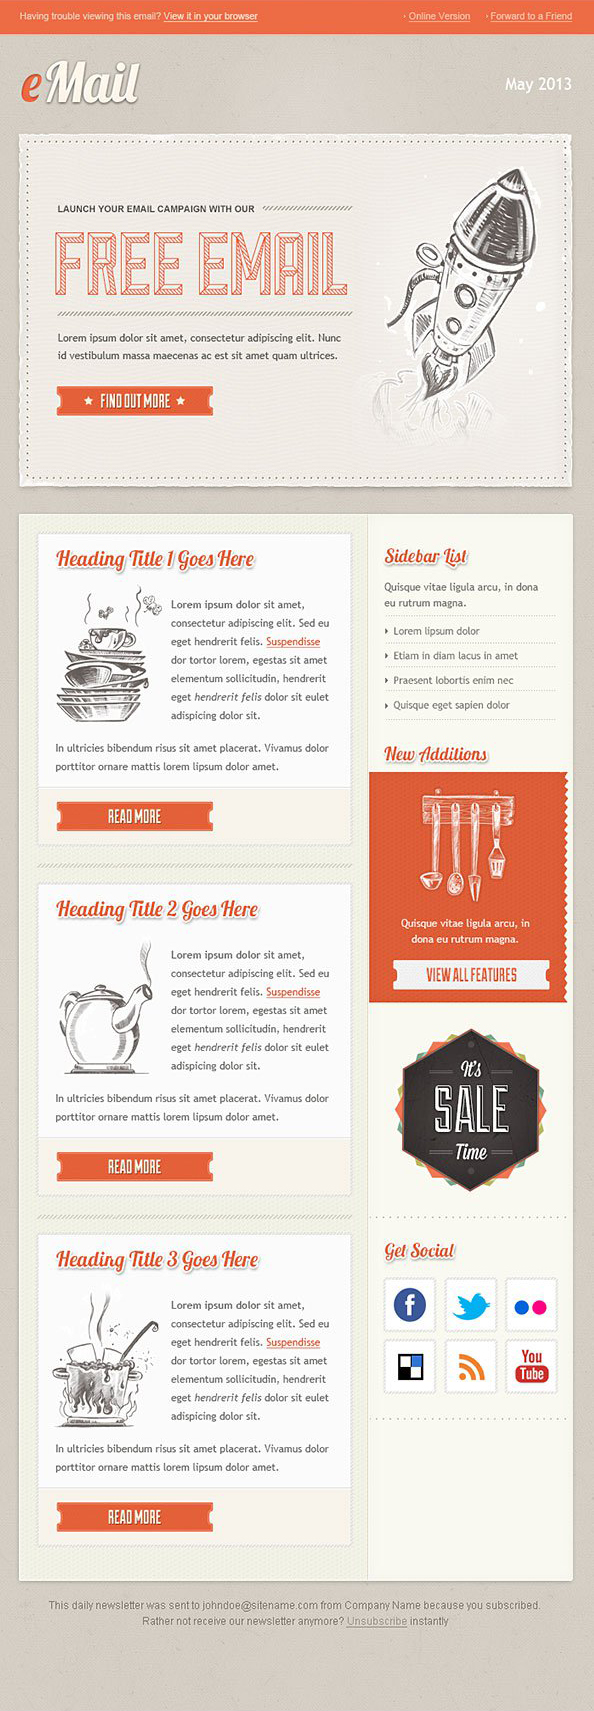 Having trouble viewing this email? View it in your browser
Online Version
Forward to a Friend
eMail
May 2013
LAUNCH YOUR EMAIL CAMPAIGN WITH OUR
FREE EMAIL
Lorem ipsum dolor sit amet, consectetur adipiscing elit. Nunc
id vestibulum massa maecenas ac est sit amet quam ultrices.
FIND OUT MORE
Heading Title 1 Goes Here
Lorem ipsum dolor sit amet,
consectetur adipiscing elit. Sed eu
eget hendrerit felis. Suspendisse
dor tortor lorem, egestas sit amet
elementum sollicitudin, hendrerit
eget hendrerit felis dolor sit eulet
adipiscing dolor sit.
In ultricies bibendum risus sit amet placerat. Vivamus dolor
porttitor ornare mattis lorem lipsum dolor amet.
READ MORE
Heading Title 2 Goes Here
Lorem ipsum dolor sit amet,
consectetur adipiscing elit. Sed eu
eget hendrerit felis. Suspendisse
dor tortor lorem, egestas sit amet
elementum sollicitudin, hendrerit
eget hendrerit felis dolor sit eulet
adipiscing dolor sit.
In ultricies bibendum risus sit amet placerat. Vivamus dolor
porttitor ornare mattis lorem lipsum dolor amet.
READ MORE
Heading Title 3 Goes Here
Lorem ipsum dolor sit amet,
consectetur adipiscing elit. Sed eu
eget hendrerit felis. Suspendisse
dor tortor lorem, egestas sit amet
elementum sollicitudin, hendrerit
eget hendrerit felis dolor sit eulet
adipiscing dolor sit.
In ultricies bibendum risus sit amet placerat. Vivamus dolor
porttitor ornare mattis lorem lipsum dolor amet.
READ MORE
Sidebar List
Quisque vitae ligula arcu, in dona
eu rutrum magna.
Lorem lipsum dolor
Etiam in diam lacus in amet
Praesent lobortis enim nec
Quisque eget sapien dolor
New Additions
Quisque vitae ligula arcu, in
dona eu rutrum magna.
VIEW ALL FEATURES
It's
SALE
Time
Get Social
f
You
Tube
This daily newsletter was sent to johndoe@sitename.com from Company Name because you subscribed.
Rather not receive our newsletter anymore? Unsubscribe instantly